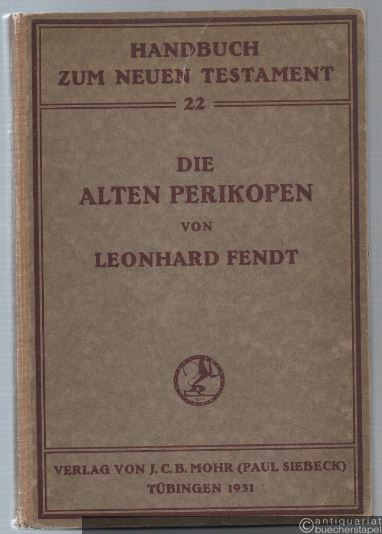 HANDBUCH
ZUM NEUEN TESTAMENT
22
DIE
ALTEN PERIKOPEN
VON
LEONHARD FENDT
VERLAG VON J. C. B. MOHR (PAUL SIEBECK)
TÜBINGEN 1931
©antiquariat
buecherstapel